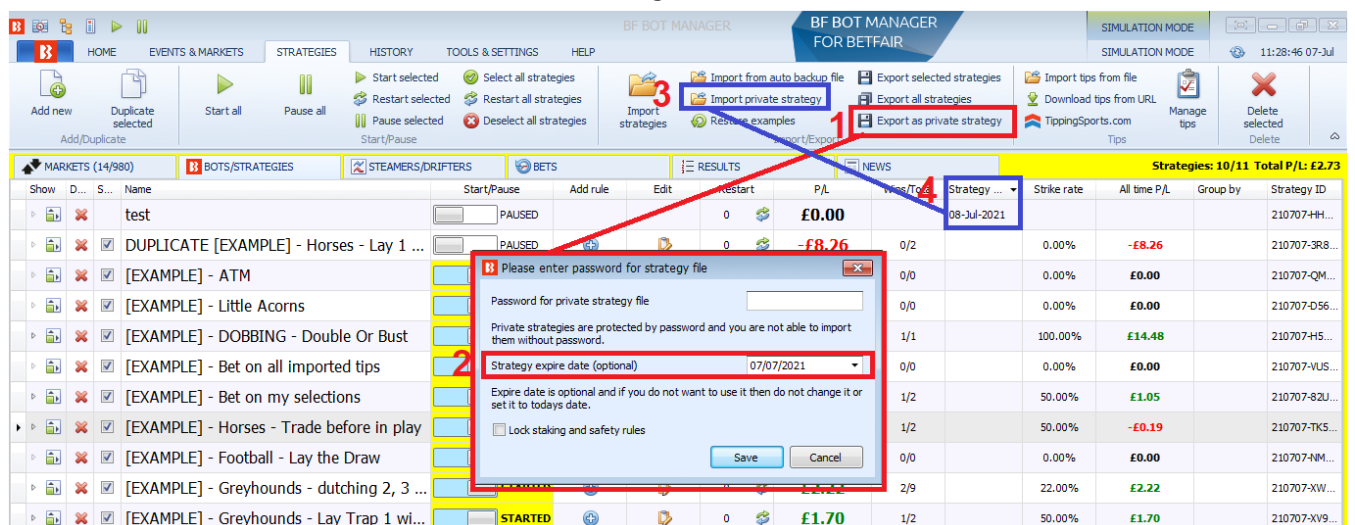 BF BOT MANAGER
BF BOT MANAGER
FOR BETFAIR
SIMULATION MODE
HOME EVENTS & MARKETS STRATEGIES HISTORY TOOLS & SETTINGS HELP
SIMULATION MODE 11:28:46 07-Jul
Add new
Duplicate selected
Add/Duplicate
Start all
Pause all
Start selected
Restart selected
Pause selected
Select all strategies
Restart all strategies
Deselect all strategies
Start/Pause
Import strategies
3
Import from auto backup file
Import private strategy
Restore examples
1
Export selected strategies
Export all strategies
Export as private strategy
Import/Export
Import tips from file
Download tips from URL
TippingSports.com
Manage tips
Tips
Delete selected
Delete
MARKETS (14/980) BOTS/STRATEGIES STEAMERS/DRIFTERS BETS RESULTS NEWS Strategies: 10/11 Total P/L: £2.73
Show D... S... Name Start/Pause Add rule Edit Restart P/L Wins/Total 4 Strategy ... Strike rate All time P/L Group by Strategy ID
test PAUSED 0 £0.00 08-Jul-2021 210707-HH...
DUPLICATE [EXAMPLE] - Horses - Lay 1 ... PAUSED -£8.26 0/2 0.00% -£8.26 210707-3R8...
[EXAMPLE] - ATM 0/0 0.00% £0.00 210707-QM...
[EXAMPLE] - Little Acorns 0/0 0.00% £0.00 210707-D56...
[EXAMPLE] - DOBBING - Double Or Bust 1/1 100.00% £14.48 210707-H5...
[EXAMPLE] - Bet on all imported tips 0/0 0.00% £0.00 210707-VUS...
[EXAMPLE] - Bet on my selections 1/2 50.00% £1.05 210707-82U...
[EXAMPLE] - Horses - Trade before in play 1/2 50.00% -£0.19 210707-TK5...
[EXAMPLE] - Football - Lay the Draw 0/0 0.00% £0.00 210707-NM...
[EXAMPLE] - Greyhounds - dutching 2, 3 ... STARTED £2.22 2/9 22.00% £2.22 210707-XW...
[EXAMPLE] - Greyhounds - Lay Trap 1 wi... STARTED 0 £1.70 1/2 50.00% £1.70 210707-XV9...
Please enter password for strategy file
Password for private strategy file
Private strategies are protected by password and you are not able to import
them without password.
2
Strategy expire date (optional) 07/07/2021
Expire date is optional and if you do not want to use it then do not change it or
set it to todays date.
Lock staking and safety rules
Save Cancel